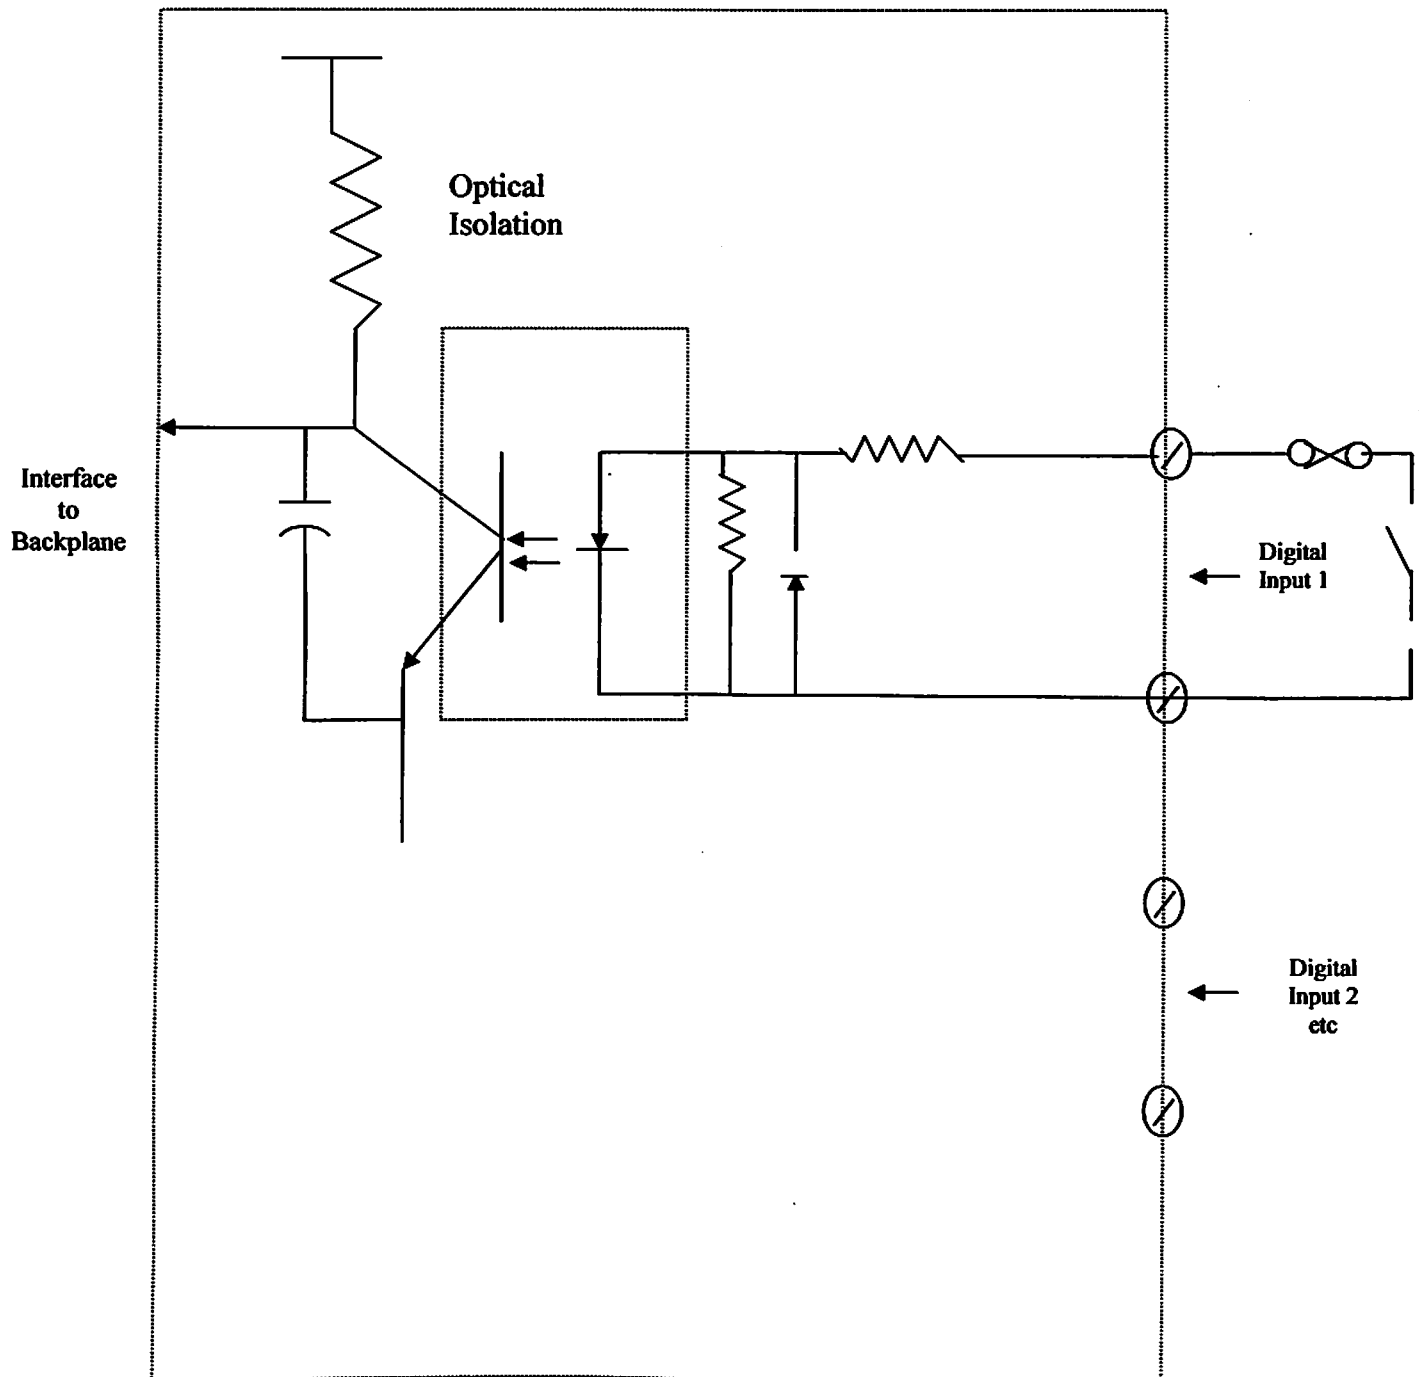 Optical
Isolation
Interface
to
Backplane
Digital
Input 1
Digital
Input 2
etc